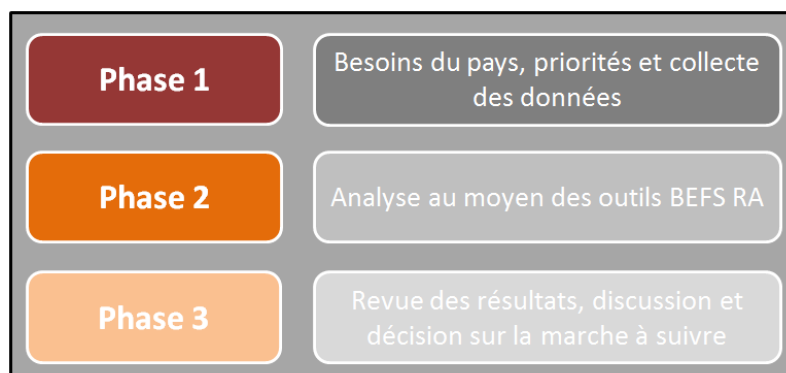 Phase 1
Besoins du pays, priorités et collecte
des données
Phase 2
Analyse au moyen des outils BEFS RA
Phase 3
Revue des résultats, discussion et
décision sur la marche à suivre